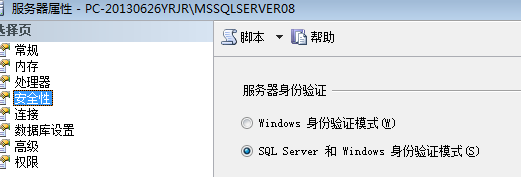 服务器属性 - PC-20130626YRJR\MSSQLSERVER08
选择页
常规
内存
处理器
安全性
连接
数据库设置
高级
权限
脚本
帮助
服务器身份验证
Windows 身份验证模式(W)
SQL Server 和 Windows 身份验证模式(S)